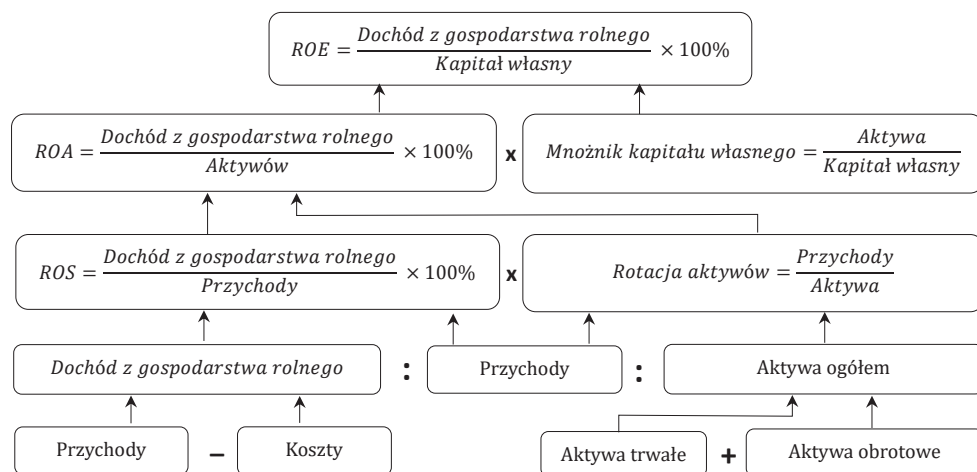 ROE = Dochód z gospodarstwa rolnego / Kapitał własny × 100%
ROA = Dochód z gospodarstwa rolnego / Aktywów × 100% x Mnożnik kapitału własnego = Aktywa / Kapitał własny
ROS = Dochód z gospodarstwa rolnego / Przychody × 100% x Rotacja aktywów = Przychody / Aktywa
Dochód z gospodarstwa rolnego : Przychody : Aktywa ogółem
Przychody – Koszty Aktywa trwałe + Aktywa obrotowe